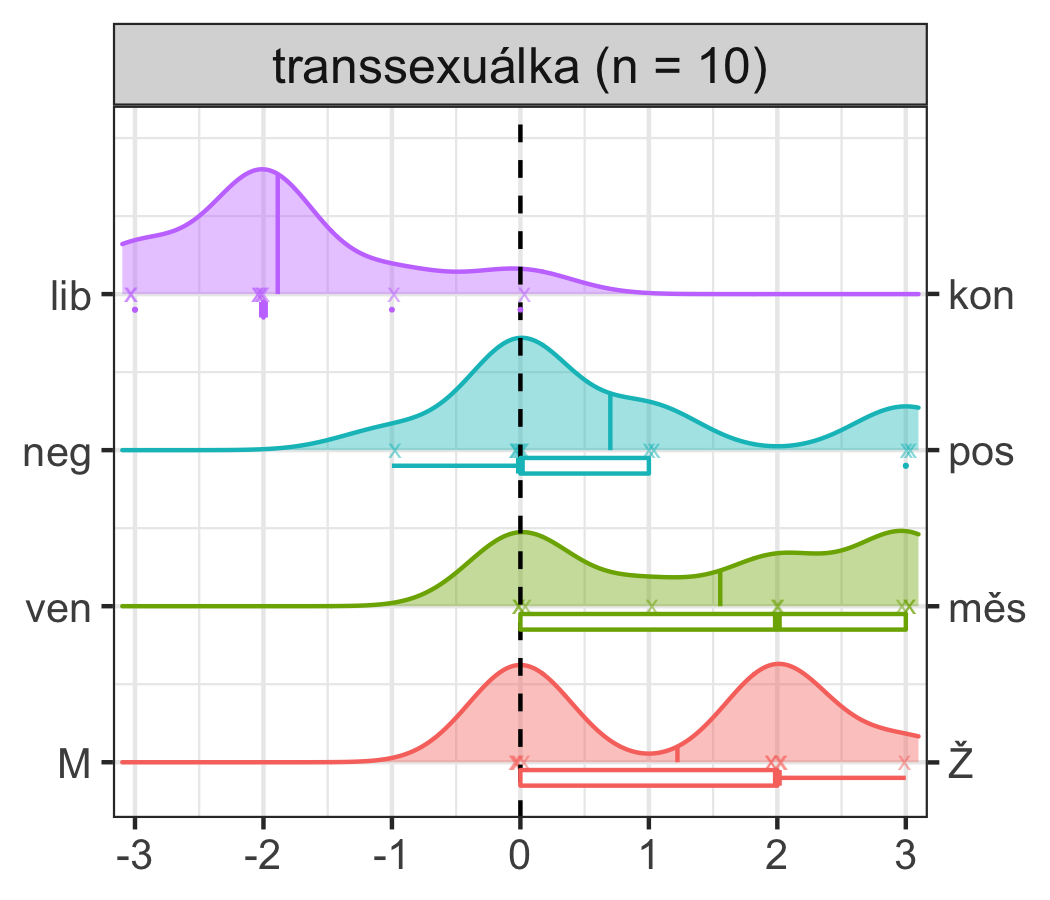 transsexuálka (n = 10)
lib kon
neg pos
ven měs
M Ž
-3 -2 -1 0 1 2 3